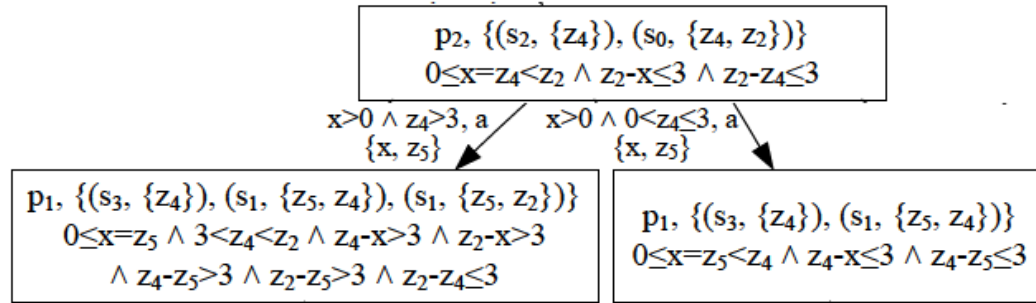 p₂, {(s₂, {z₄}), (s₀, {z₄, z₂})}
0≤x=z₄<z₂ ∧ z₂-x≤3 ∧ z₂-z₄≤3
x>0 ∧ z₄>3, a
{x, z₅}
x>0 ∧ 0<z₄≤3, a
{x, z₅}
p₁, {(s₃, {z₄}), (s₁, {z₅, z₄}), (s₁, {z₅, z₂})}
0≤x=z₅ ∧ 3<z₄<z₂ ∧ z₄-x>3 ∧ z₂-x>3
∧ z₄-z₅>3 ∧ z₂-z₅>3 ∧ z₂-z₄≤3
p₁, {(s₃, {z₄}), (s₁, {z₅, z₄})}
0≤x=z₅<z₄ ∧ z₄-x≤3 ∧ z₄-z₅≤3